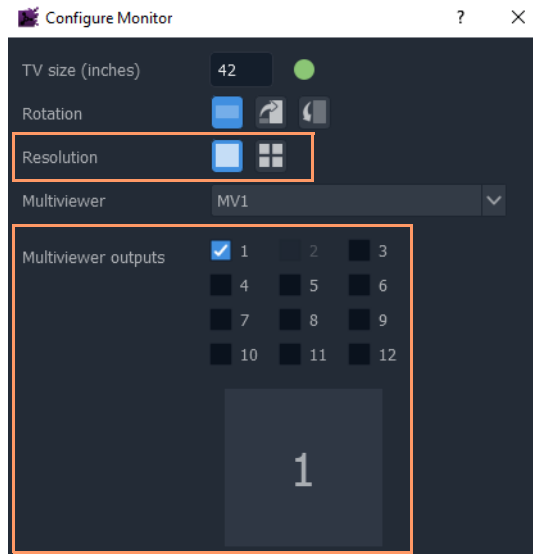 Configure Monitor ?
TV size (inches) 42
Rotation
Resolution
Multiviewer MV1
Multiviewer outputs 1 2 3
4 5 6
7 8 9
10 11 12
1